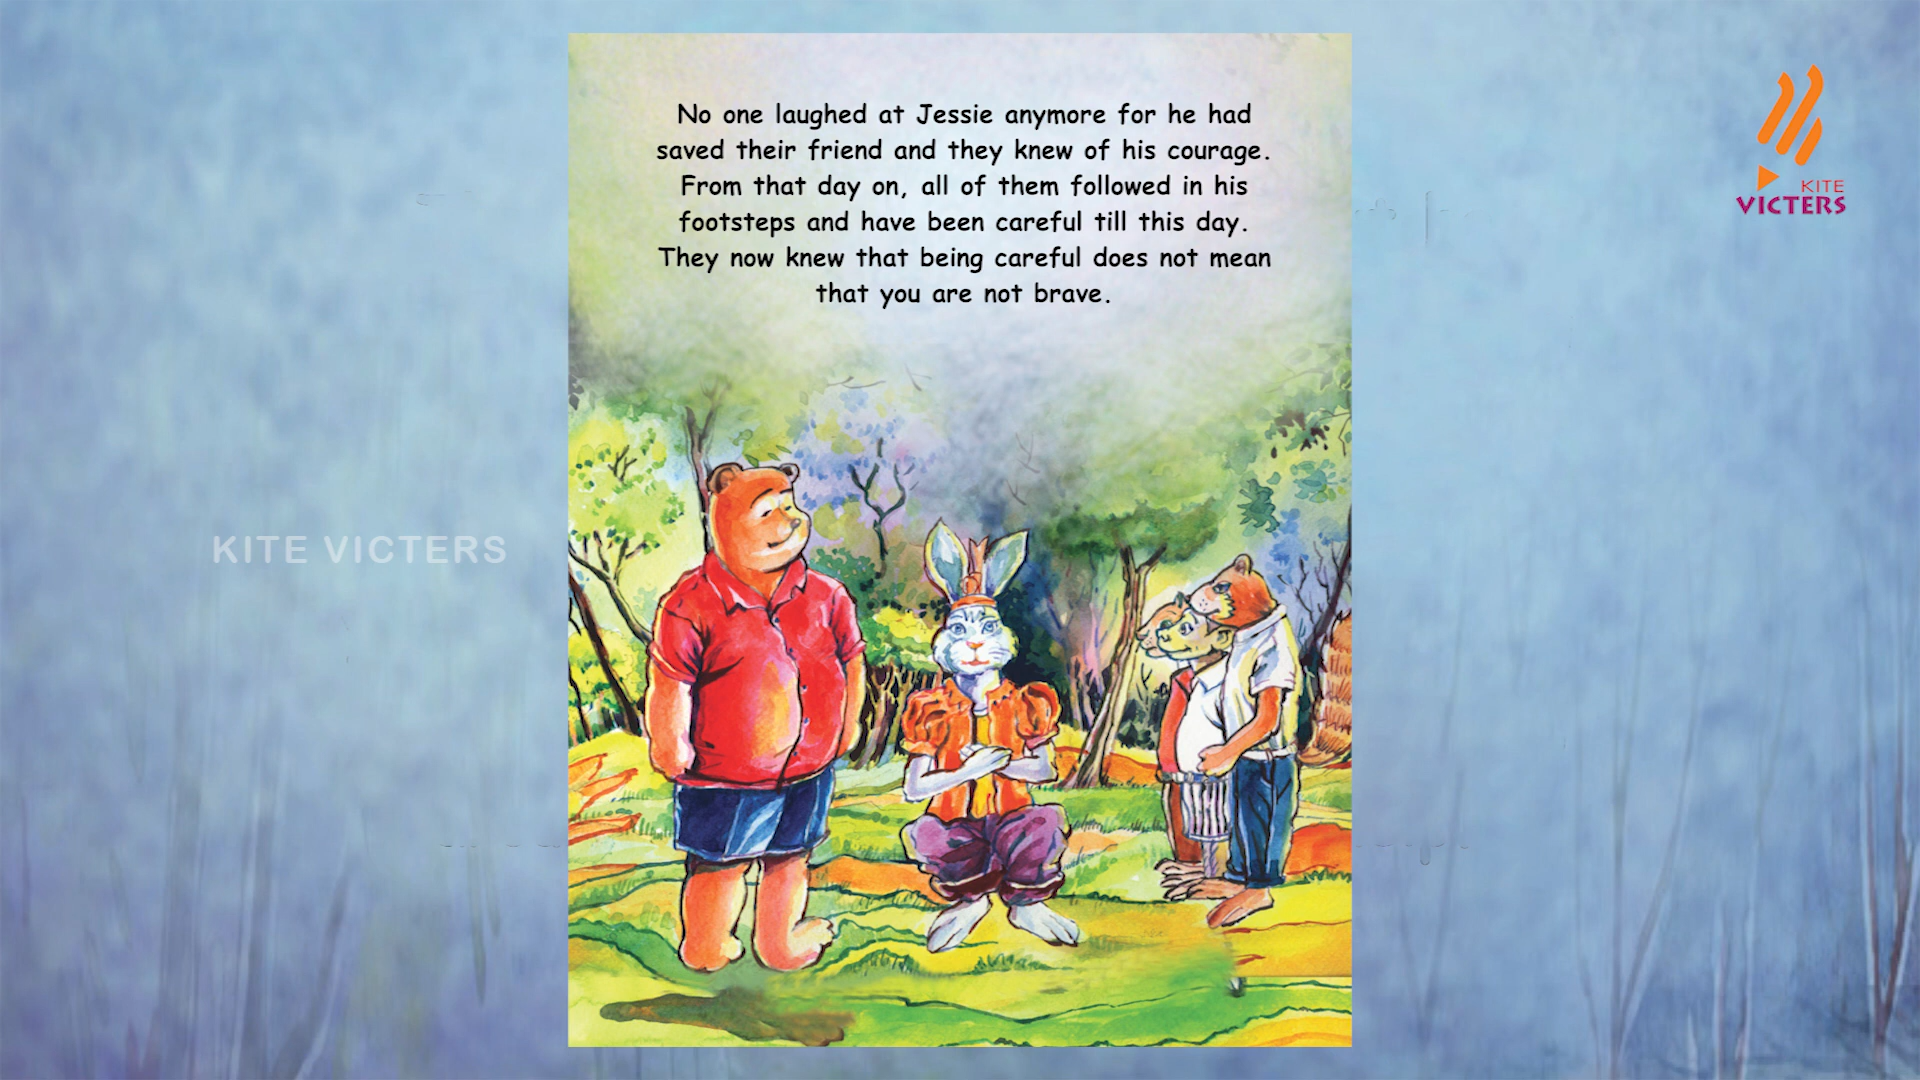 No one laughed at Jessie anymore for he had
saved their friend and they knew of his courage.
From that day on, all of them followed in his
footsteps and have been careful till this day.
They now knew that being careful does not mean
that you are not brave.
KITE
VICTERS
KITE VICTERS